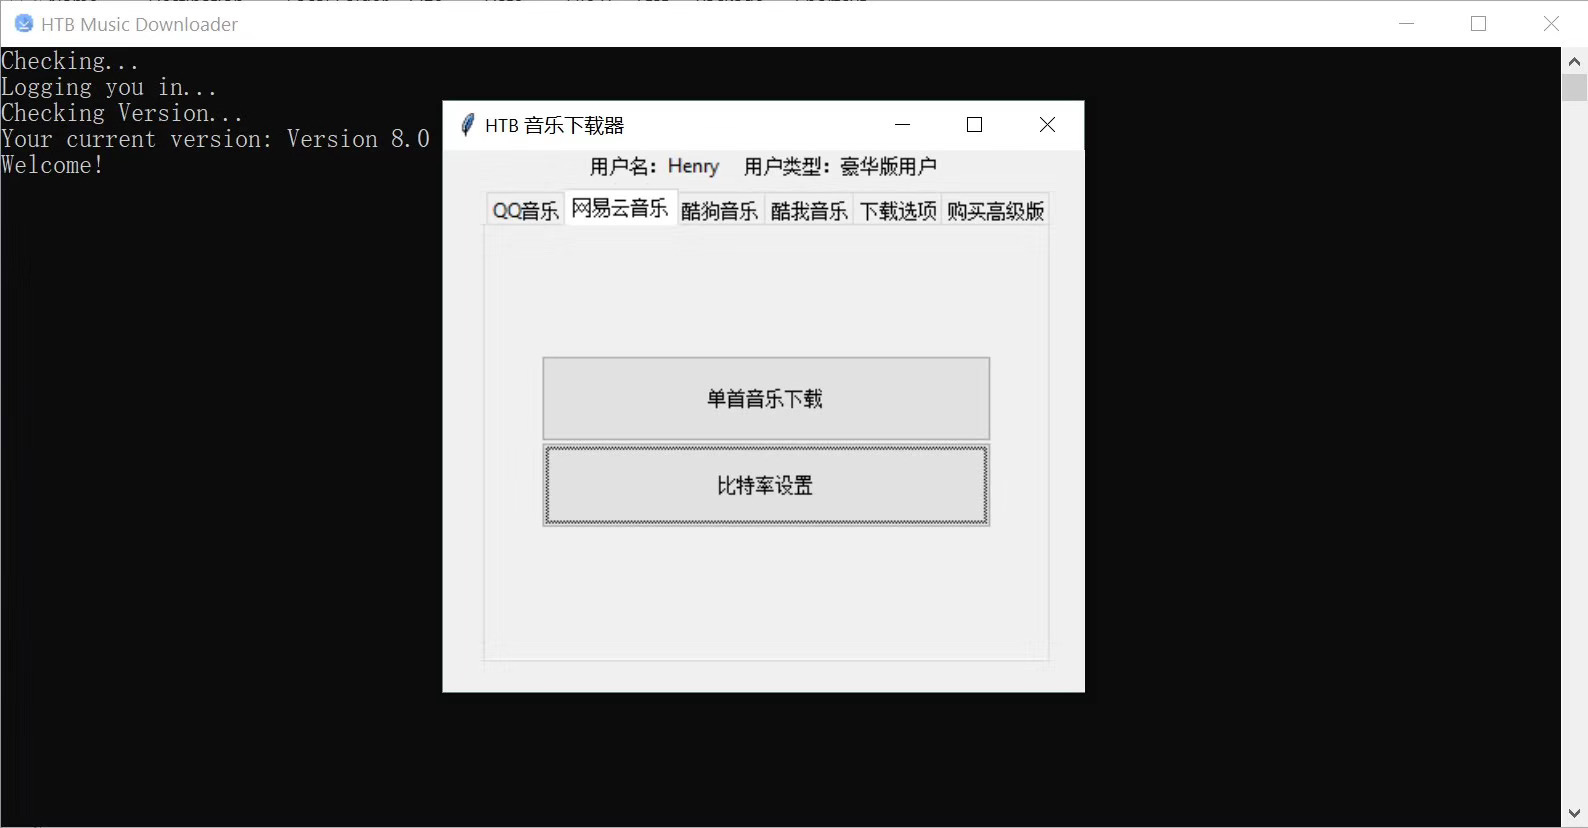 HTB Music Downloader
Checking...
Logging you in...
Checking Version...
Your current version: Version 8.0
Welcome!
HTB 音乐下载器
用户名：Henry 用户类型：豪华版用户
QQ音乐 网易云音乐 酷狗音乐 酷我音乐 下载选项 购买高级版
单首音乐下载
比特率设置